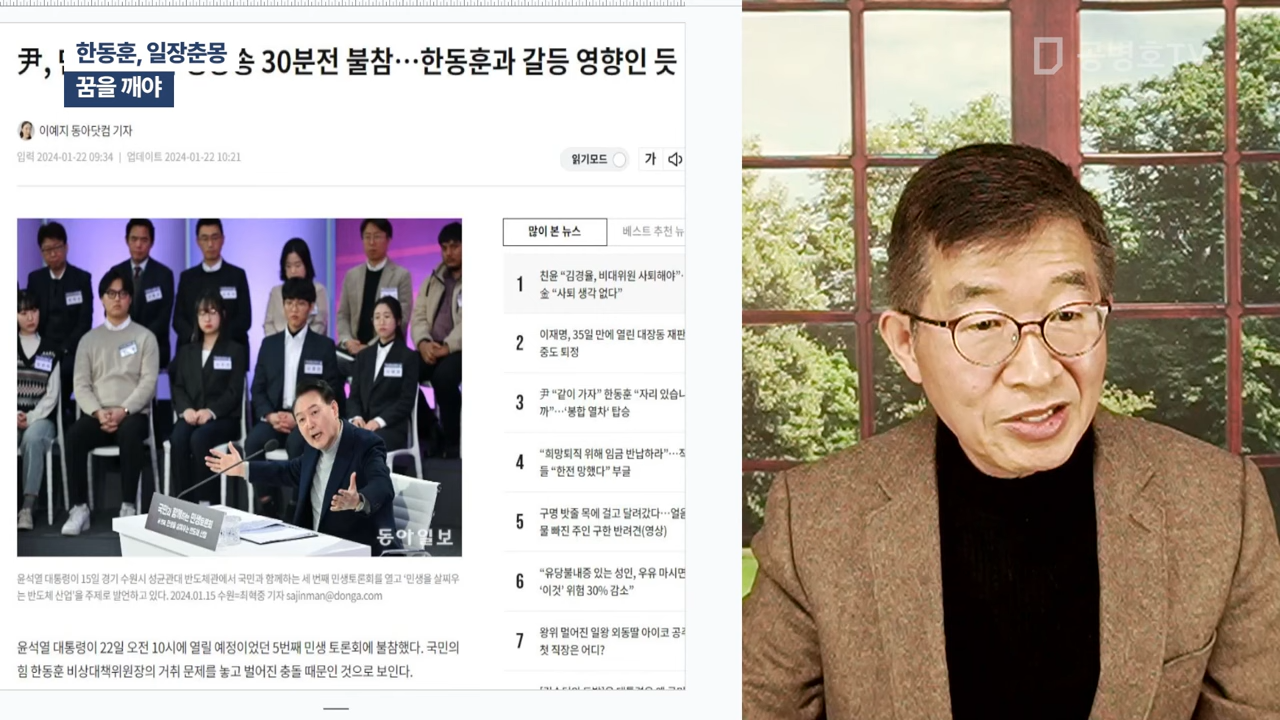 한동훈, 일장춘몽
꿈을 깨야
尹, 30분전 불참…한동훈과 갈등 영향인 듯
이예지 동아닷컴 기자
입력 2024-01-22 09:34 | 업데이트 2024-01-22 10:21
읽기모드
가
많이 본 뉴스
베스트 추천 뉴
1 친윤 “김경율, 비대위원 사퇴해야”…
金 “사퇴 생각 없다”
2 이재명, 35일 만에 열린 대장동 재판
중도 퇴정
3 尹 “같이 가자” 한동훈 “자리 있습니
까”…‘봉합 열차’ 탑승
4 “희망퇴직 위해 임금 반납하라”…직
들 “한전 망했다” 부글
5 구명 밧줄 목에 걸고 달려갔다…얼음
물 빠진 주인 구한 반려견(영상)
6 “유당불내증 있는 성인, 우유 마시면
‘이것’ 위험 30% 감소”
7 왕위 멀어진 일왕 외동딸 아이코 공주
첫 직장은 어디?
국민과 함께하는 민생토론회
동아일보
윤석열 대통령이 15일 경기 수원시 성균관대 반도체관에서 국민과 함께하는 세 번째 민생토론회를 열고 ‘민생을 살찌우
는 반도체 산업’을 주제로 발언하고 있다. 2024.01.15 수원=최혁중 기자 sajinman@donga.com
윤석열 대통령이 22일 오전 10시에 열릴 예정이었던 5번째 민생 토론회에 불참했다. 국민의
힘 한동훈 비상대책위원장의 거취 문제를 놓고 벌어진 충돌 때문인 것으로 보인다.
공병호TV